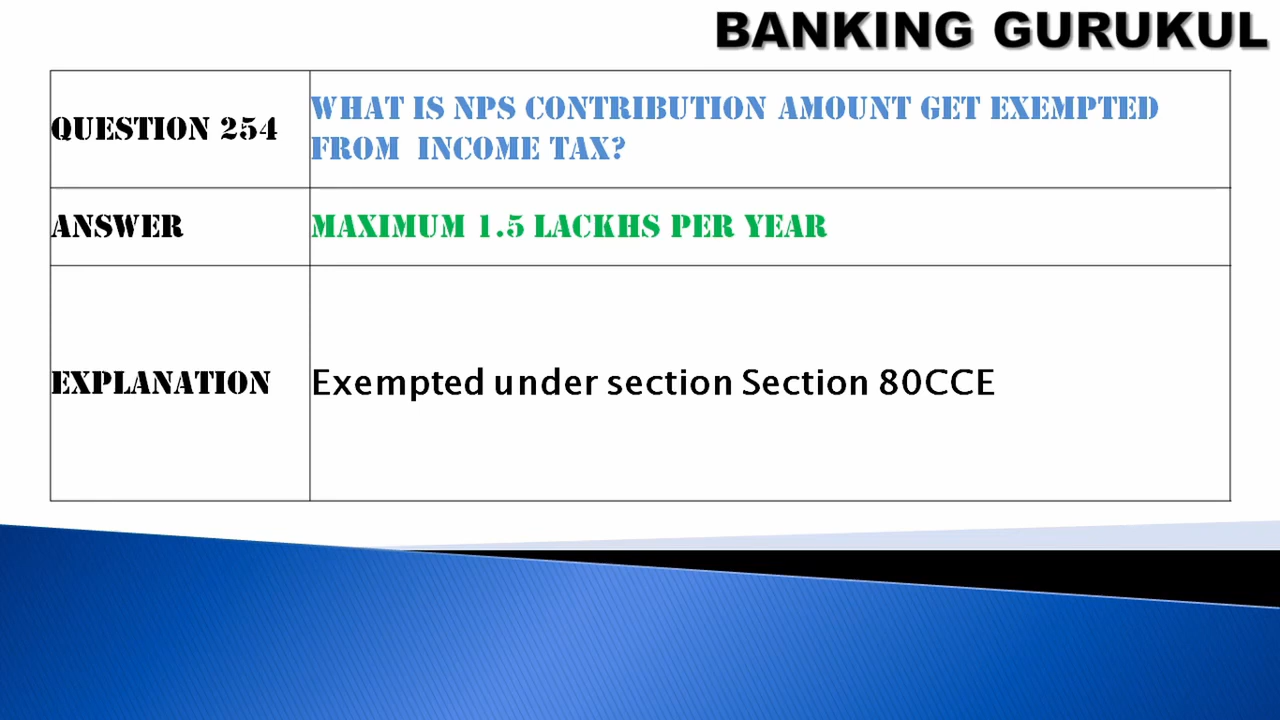 BANKING GURUKUL
QUESTION 254
WHAT IS NPS CONTRIBUTION AMOUNT GET EXEMPTED
FROM INCOME TAX?
ANSWER
MAXIMUM 1.5 LACKHS PER YEAR
EXPLANATION
Exempted under section Section 80CCE